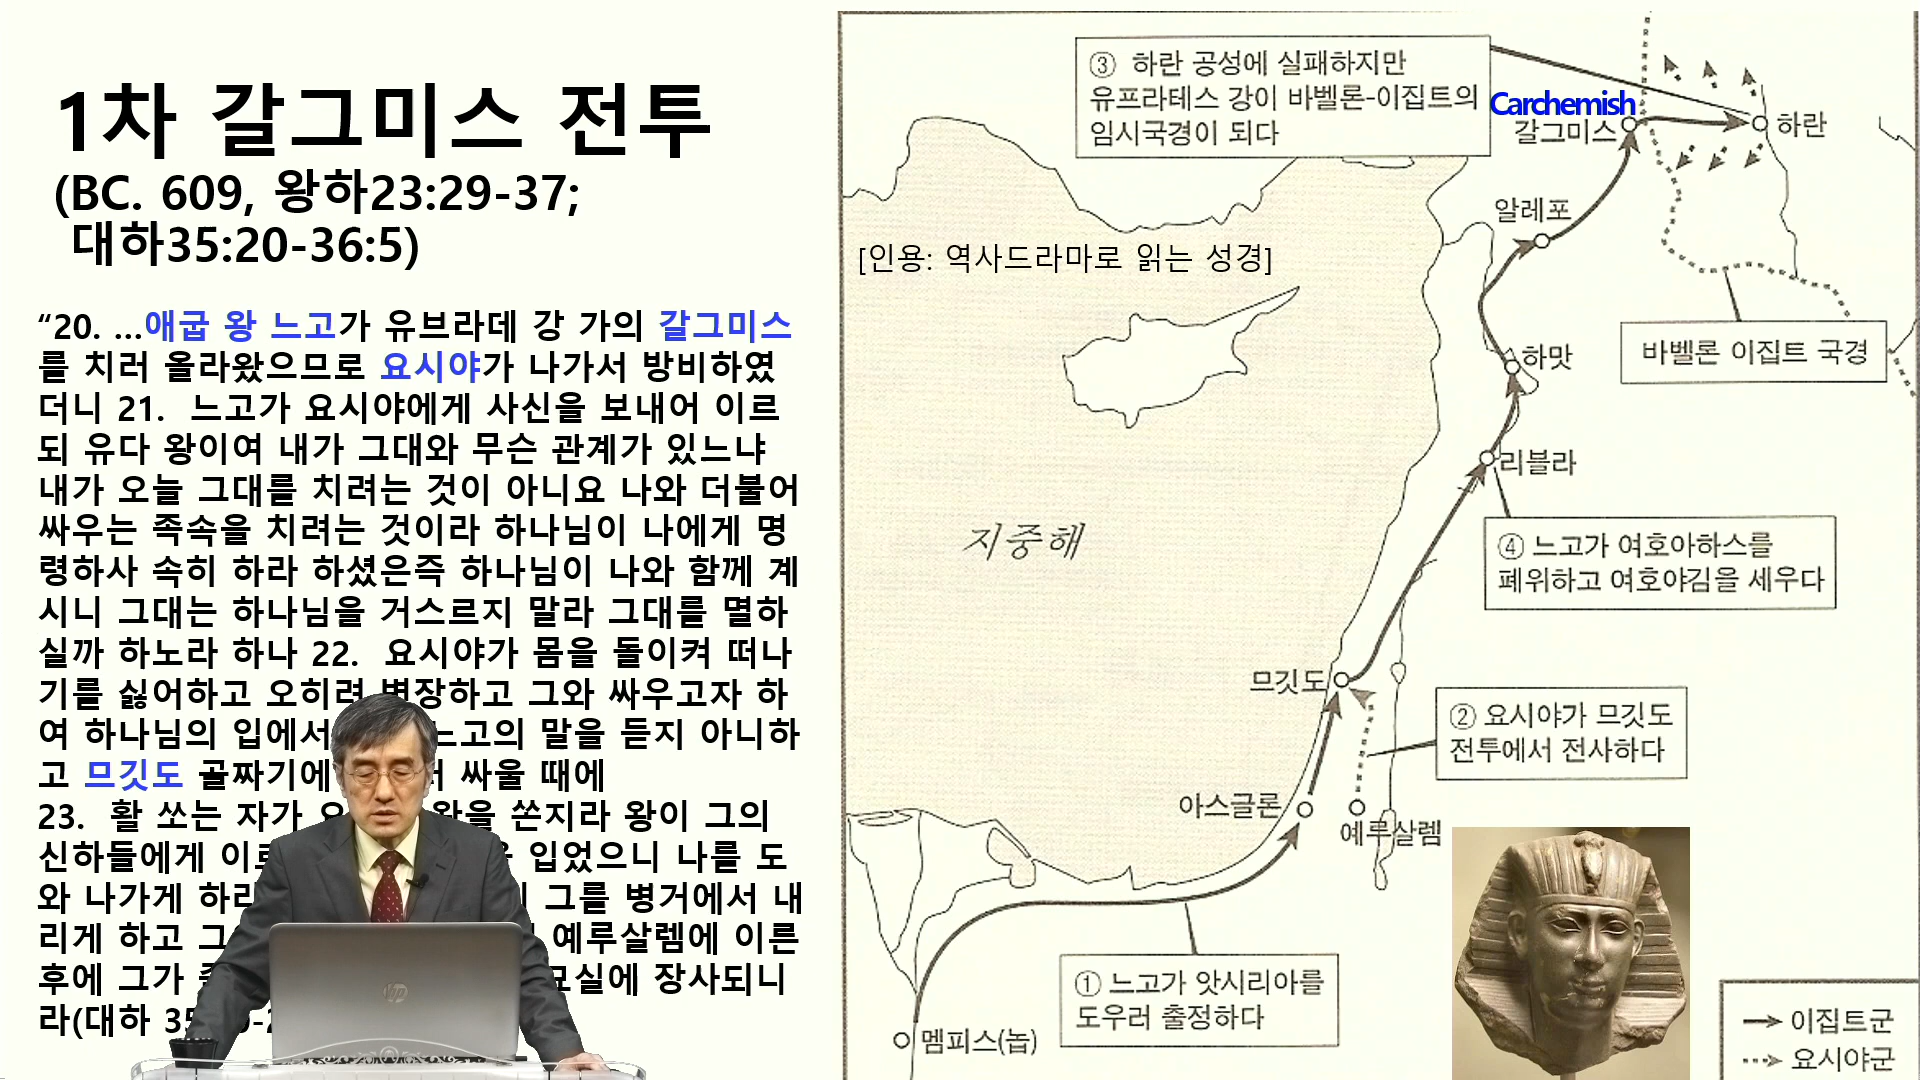 1차 갈그미스 전투
(BC. 609, 왕하23:29-37;
대하35:20-36:5)
“20. ...애굽 왕 느고가 유브라데 강 가의 갈그미스
를 치러 올라왔으므로 요시야가 나가서 방비하였
더니 21. 느고가 요시야에게 사신을 보내어 이르
되 유다 왕이여 내가 그대와 무슨 관계가 있느냐
내가 오늘 그대를 치려는 것이 아니요 나와 더불어
싸우는 족속을 치려는 것이라 하나님이 나에게 명
령하사 속히 하라 하셨은즉 하나님이 나와 함께 계
시니 그대는 하나님을 거스르지 말라 그대를 멸하
실까 하노라 하나 22. 요시야가 몸을 돌이켜 떠나
기를 싫어하고 오히려 변장하고 그와 싸우고자 하
여 하나님의 입에서 느고의 말을 듣지 아니하
고 므깃도 골짜기에 싸울 때에
23. 활 쏘는 자가 왕을 쏜지라 왕이 그의
신하들에게 입었으니 나를 도
와 나가게 그를 병거에서 내
리게 하고 예루살렘에 이른
후에 그가 묘실에 장사되니
라(대하
③ 하란 공성에 실패하지만
유프라테스 강이 바벨론-이집트의
임시국경이 되다
Carchemish
갈그미스
하란
알레포
[인용: 역사드라마로 읽는 성경]
바벨론 이집트 국경
하맛
리블라
지중해
④ 느고가 여호아하스를
폐위하고 여호야김을 세우다
므깃도
② 요시야가 므깃도
전투에서 전사하다
아스글론
예루살렘
① 느고가 앗시리아를
도우러 출정하다
멤피스(놉)
이집트군
요시야군
hp